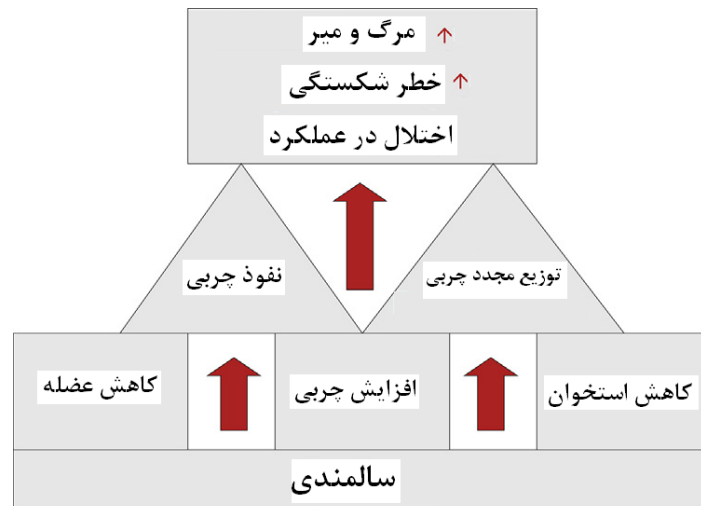 مرگ و میر ↑
خطر شکستگی ↑
اختلال در عملکرد
توزیع مجدد چربی
نفوذ چربی
کاهش استخوان
افزایش چربی
کاهش عضله
سالمندی